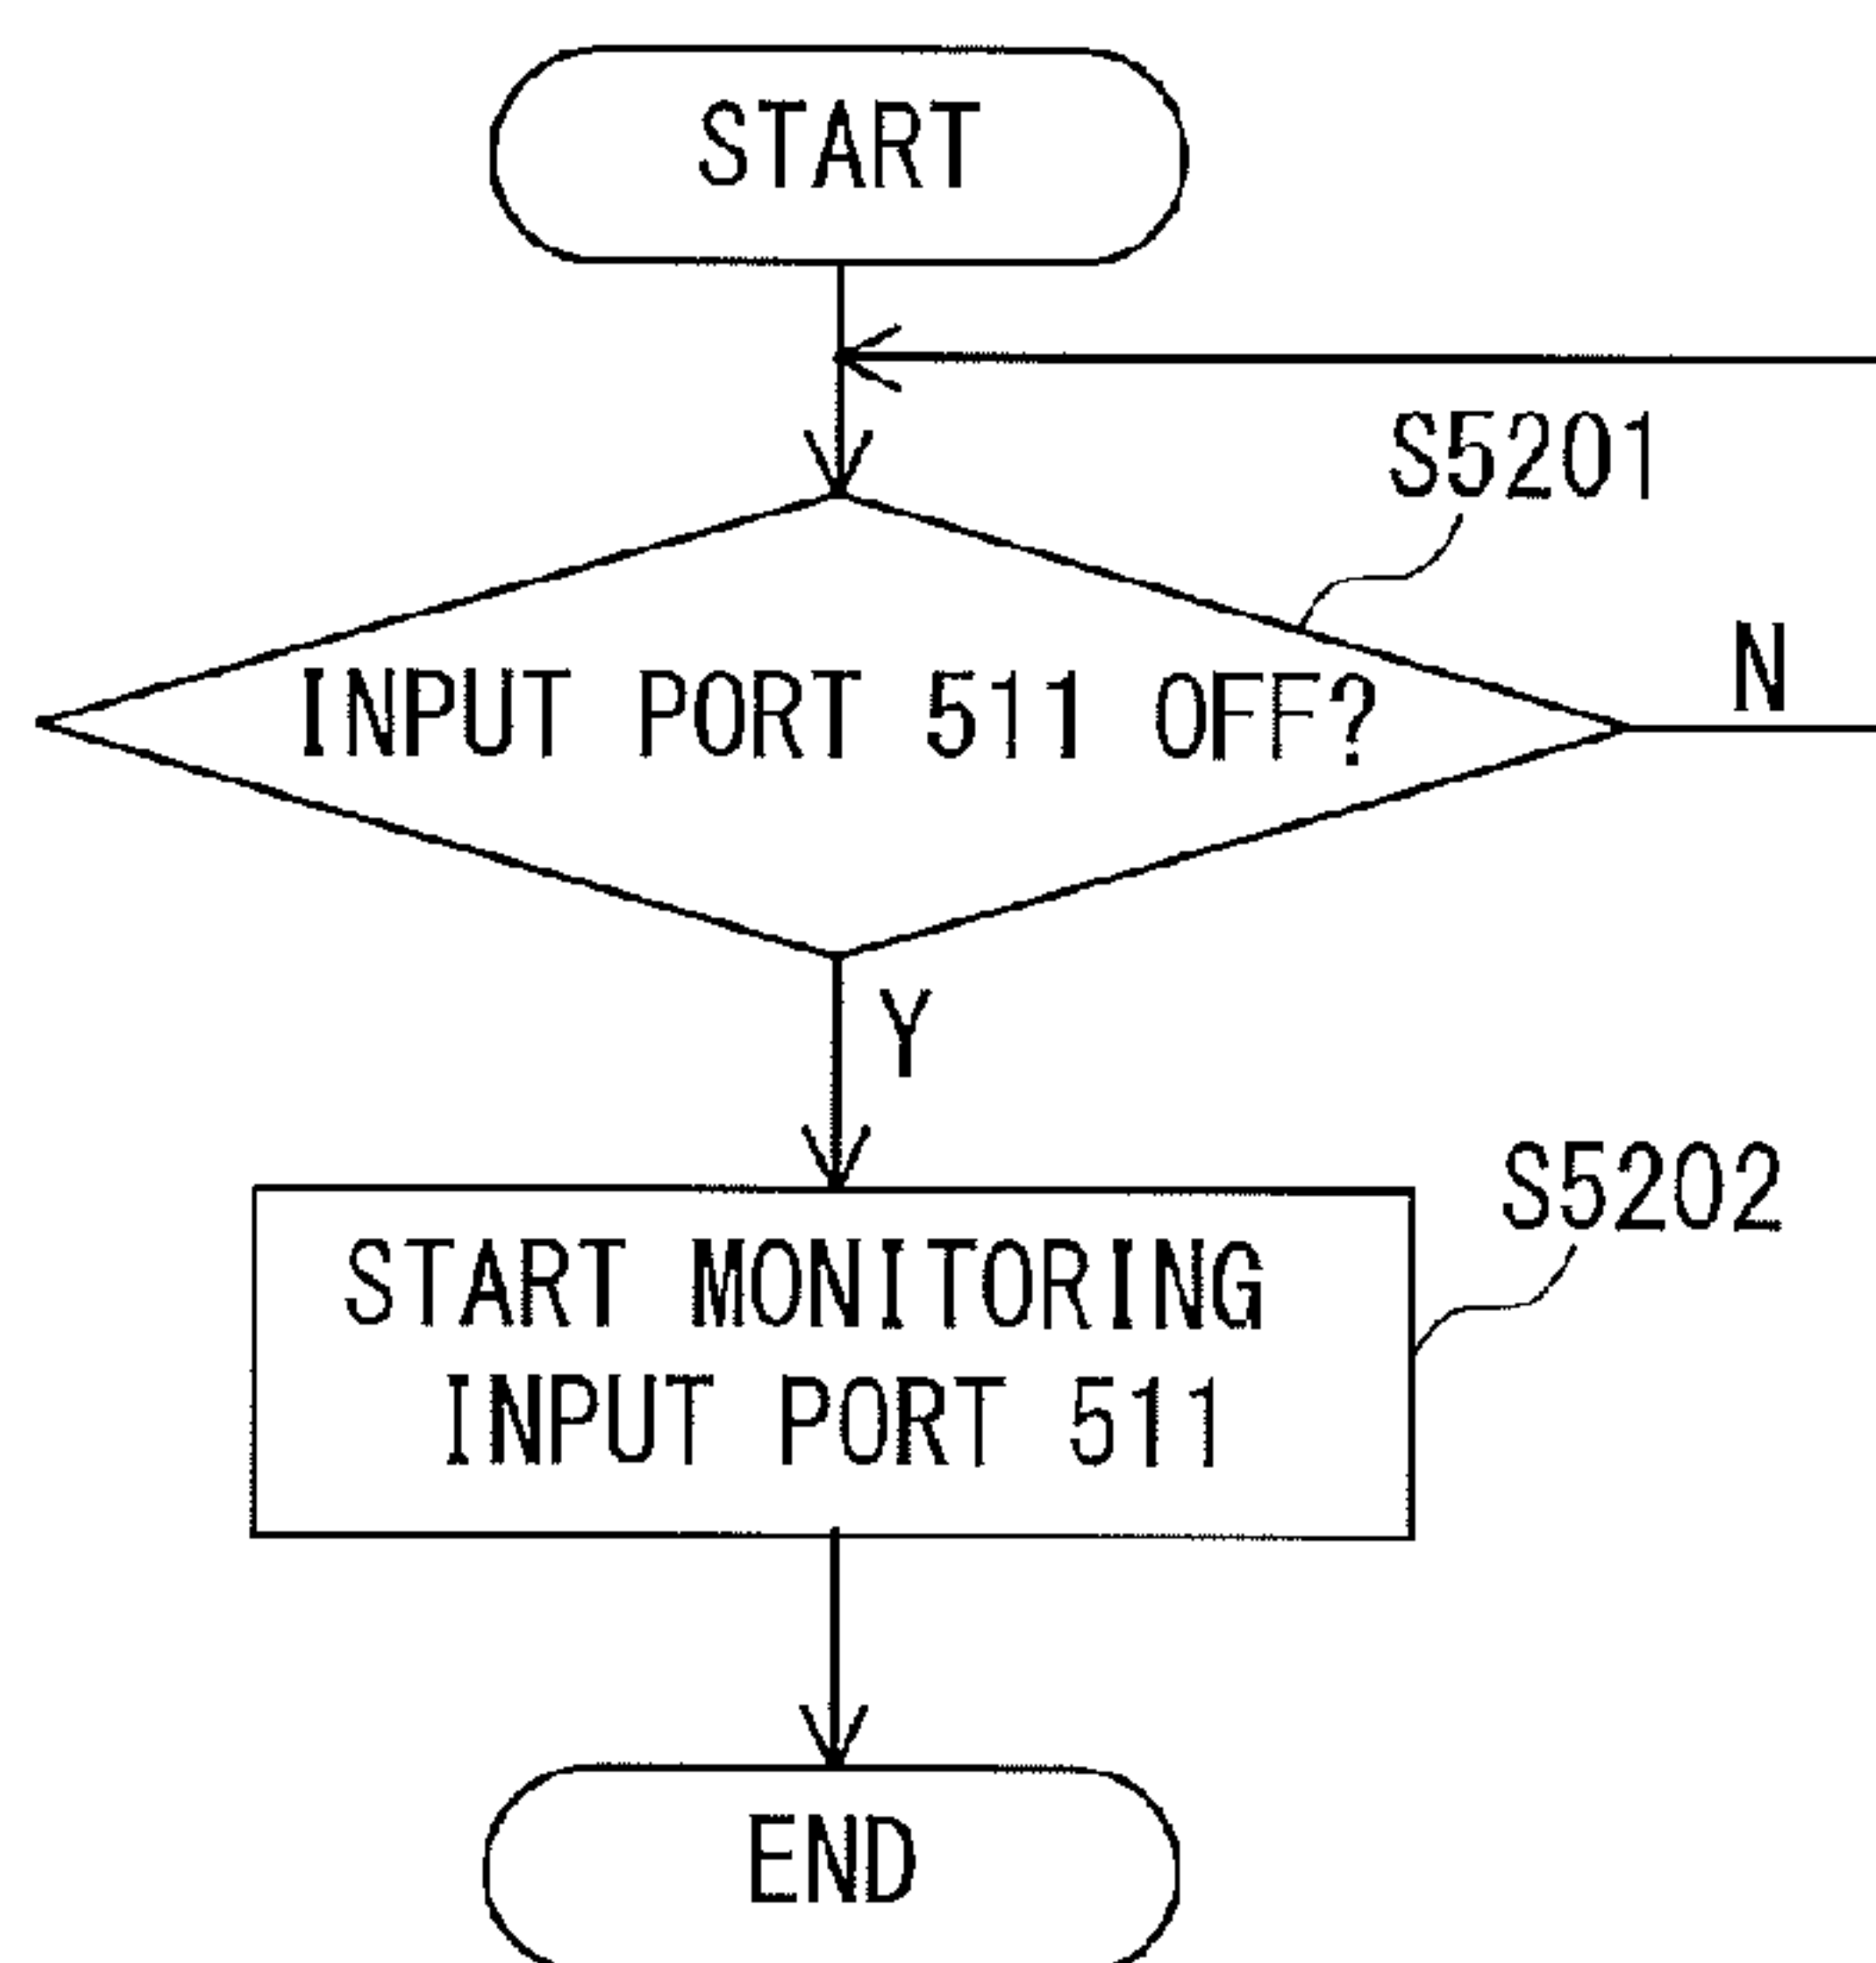 START
S5201
INPUT PORT 511 OFF?
N
Y
S5202
START MONITORING
INPUT PORT 511
END